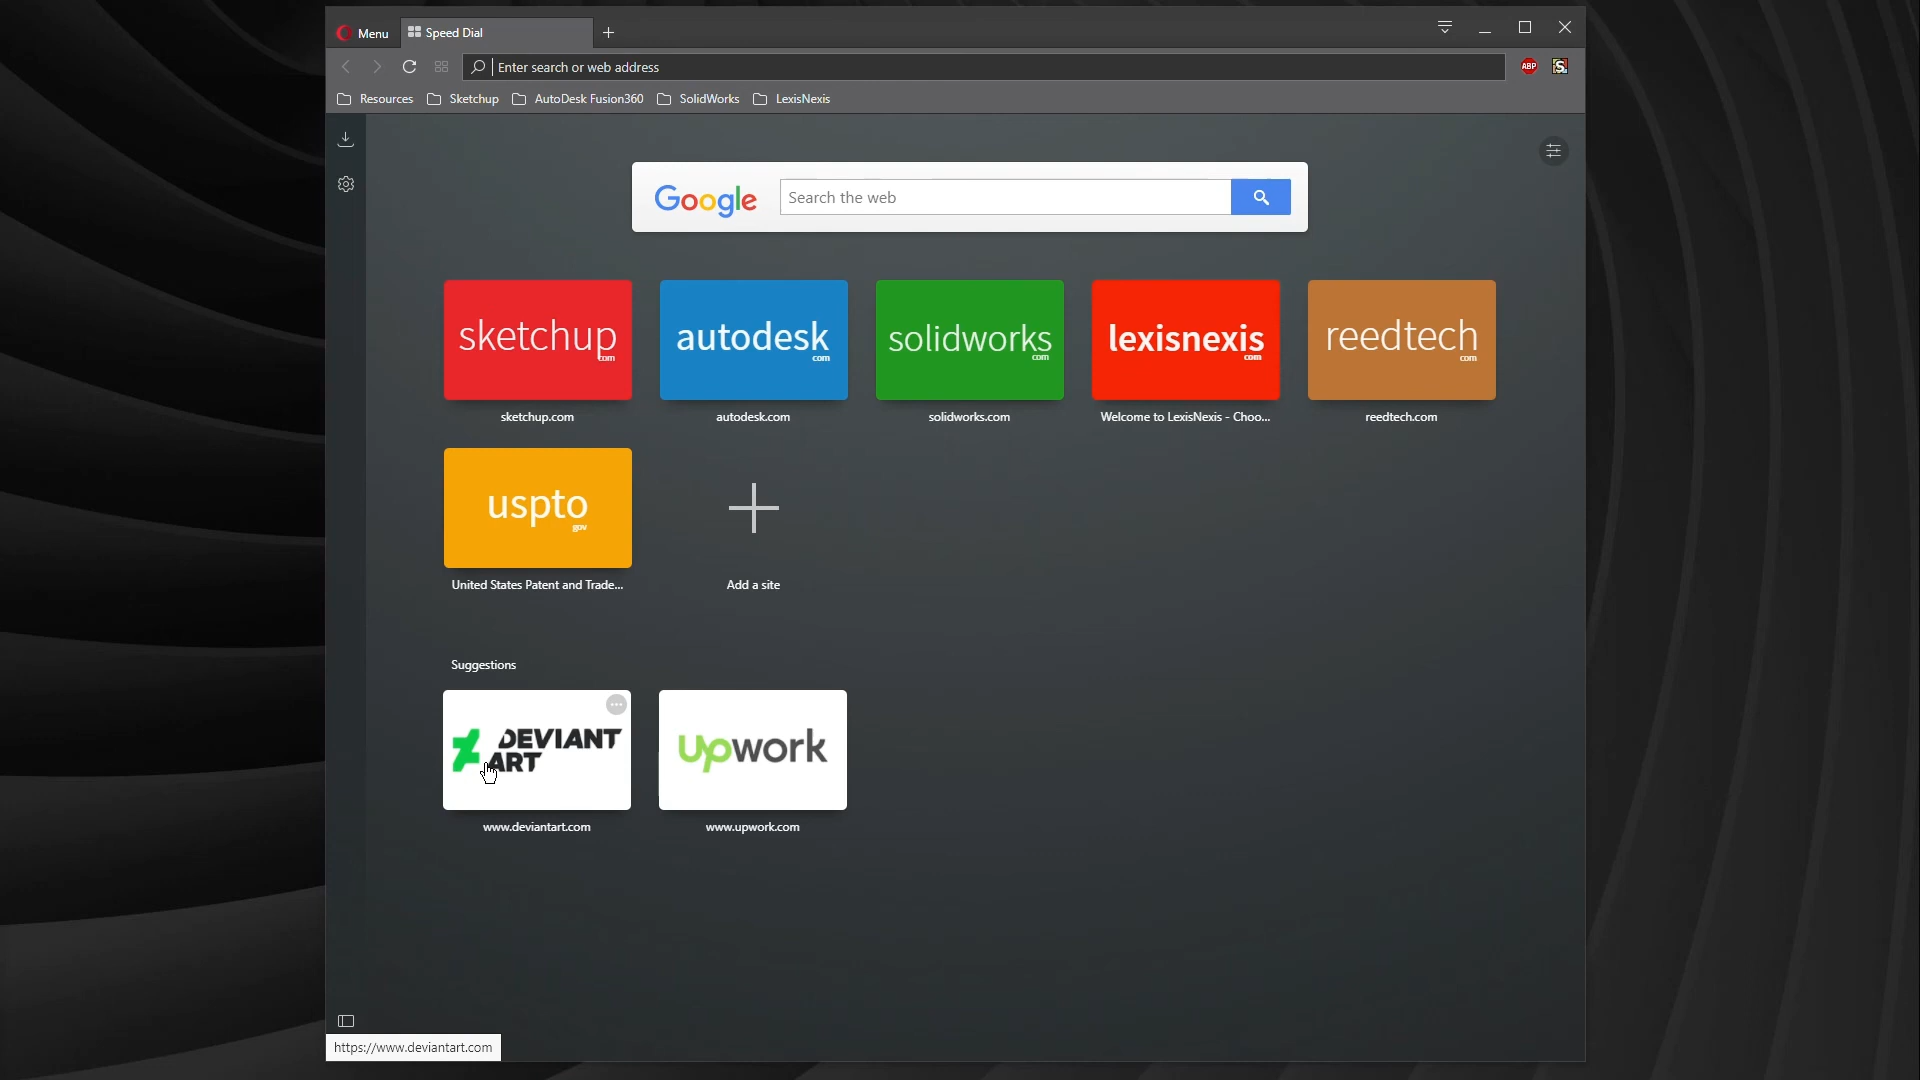 Menu
Speed Dial
Enter search or web address
ABP
S
Resources
Sketchup
AutoDesk Fusion360
SolidWorks
LexisNexis
Google
Search the web
sketchup
com
autodesk
com
solidworks
com
lexisnexis
com
reedtech
com
sketchup.com
autodesk.com
solidworks.com
Welcome to LexisNexis - Choo...
reedtech.com
uspto
gov
United States Patent and Trade...
Add a site
Suggestions
DEVIANT
ART
upwork
www.deviantart.com
www.upwork.com
https://www.deviantart.com